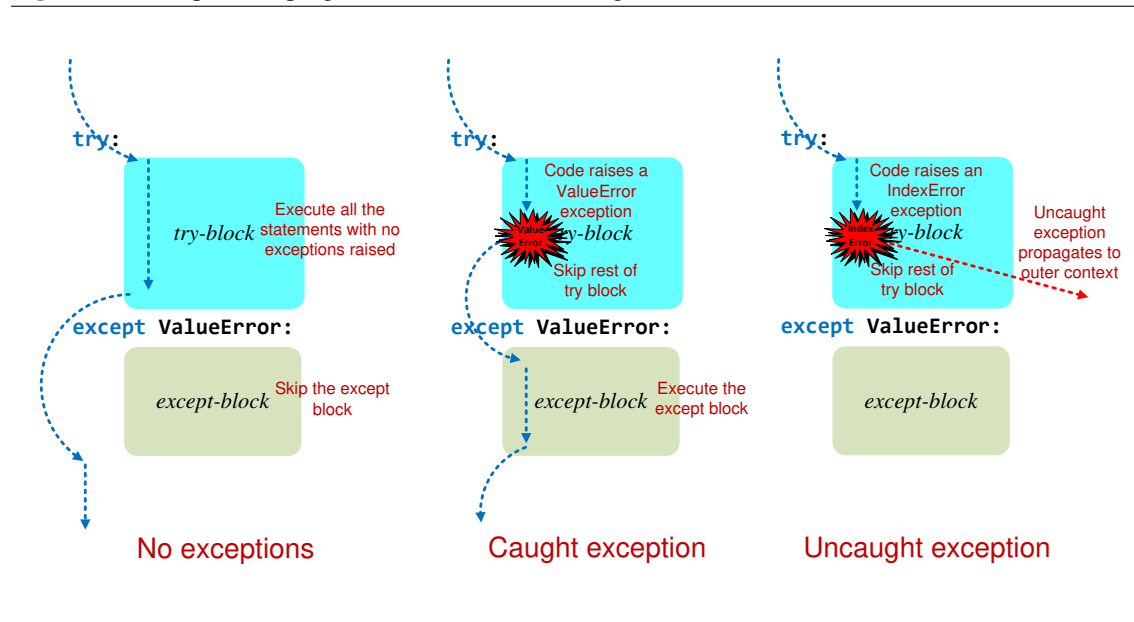 try:
Execute all the
try-block
statements with no
exceptions raised
except ValueError:
except-block
Skip the except
block
No exceptions
try:
Code raises a
ValueError
exception
Value
Error
Skip rest of
try block
except ValueError:
except-block
Execute the
except block
Caught exception
try:
Code raises an
IndexError
exception
Index
Error
Skip rest of
try block
Uncaught
exception
propagates to
outer context
except ValueError:
except-block
Uncaught exception